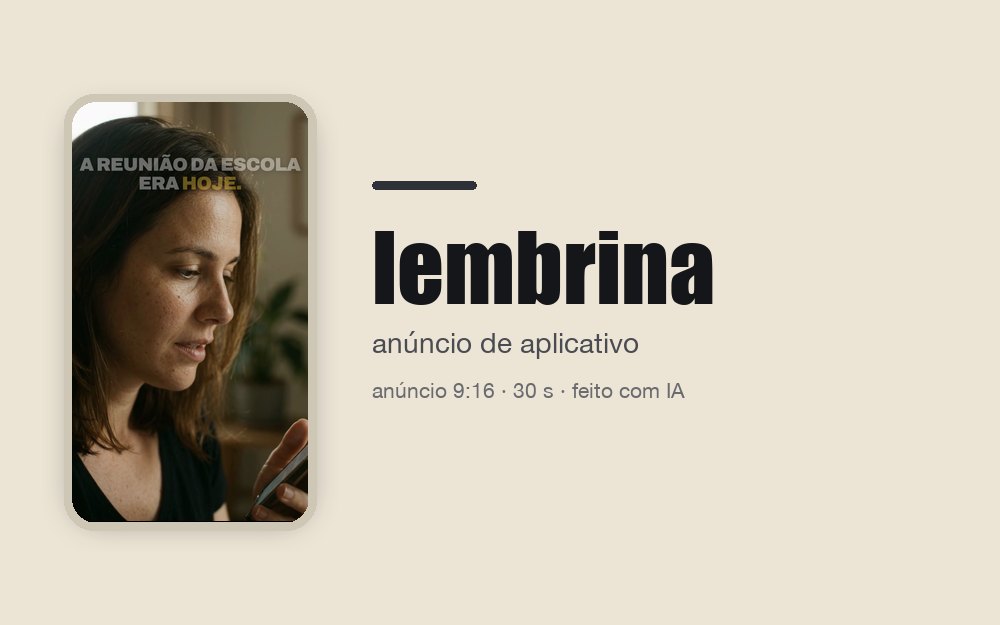 A REUNIÃO DA ESCOLA
ERA HOJE.
lembrina
anúncio de aplicativo
anúncio 9:16 · 30 s · feito com IA